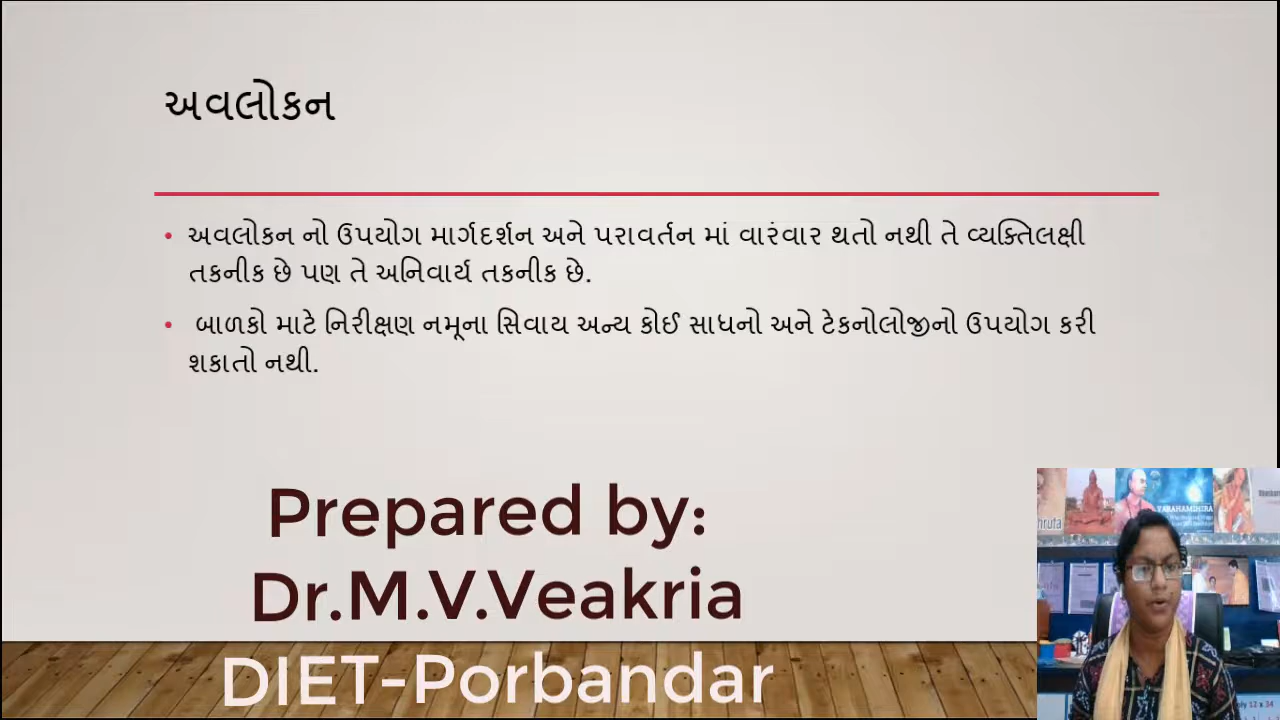 અવલોકન
• અવલોકન નો ઉપયોગ માર્ગદર્શન અને પરાવર્તન માં વારંવાર થતો નથી તે વ્યક્તિલક્ષી
તકનીક છે પણ તે અનિવાર્ય તકનીક છે.
• બાળકો માટે નિરીક્ષણ નમૂના સિવાય અન્ય કોઈ સાધનો અને ટેકનોલોજીનો ઉપયોગ કરી
શકાતો નથી.
Prepared by:
Dr.M.V.Veakria
DIET-Porbandar
VARAHAMIHIRA